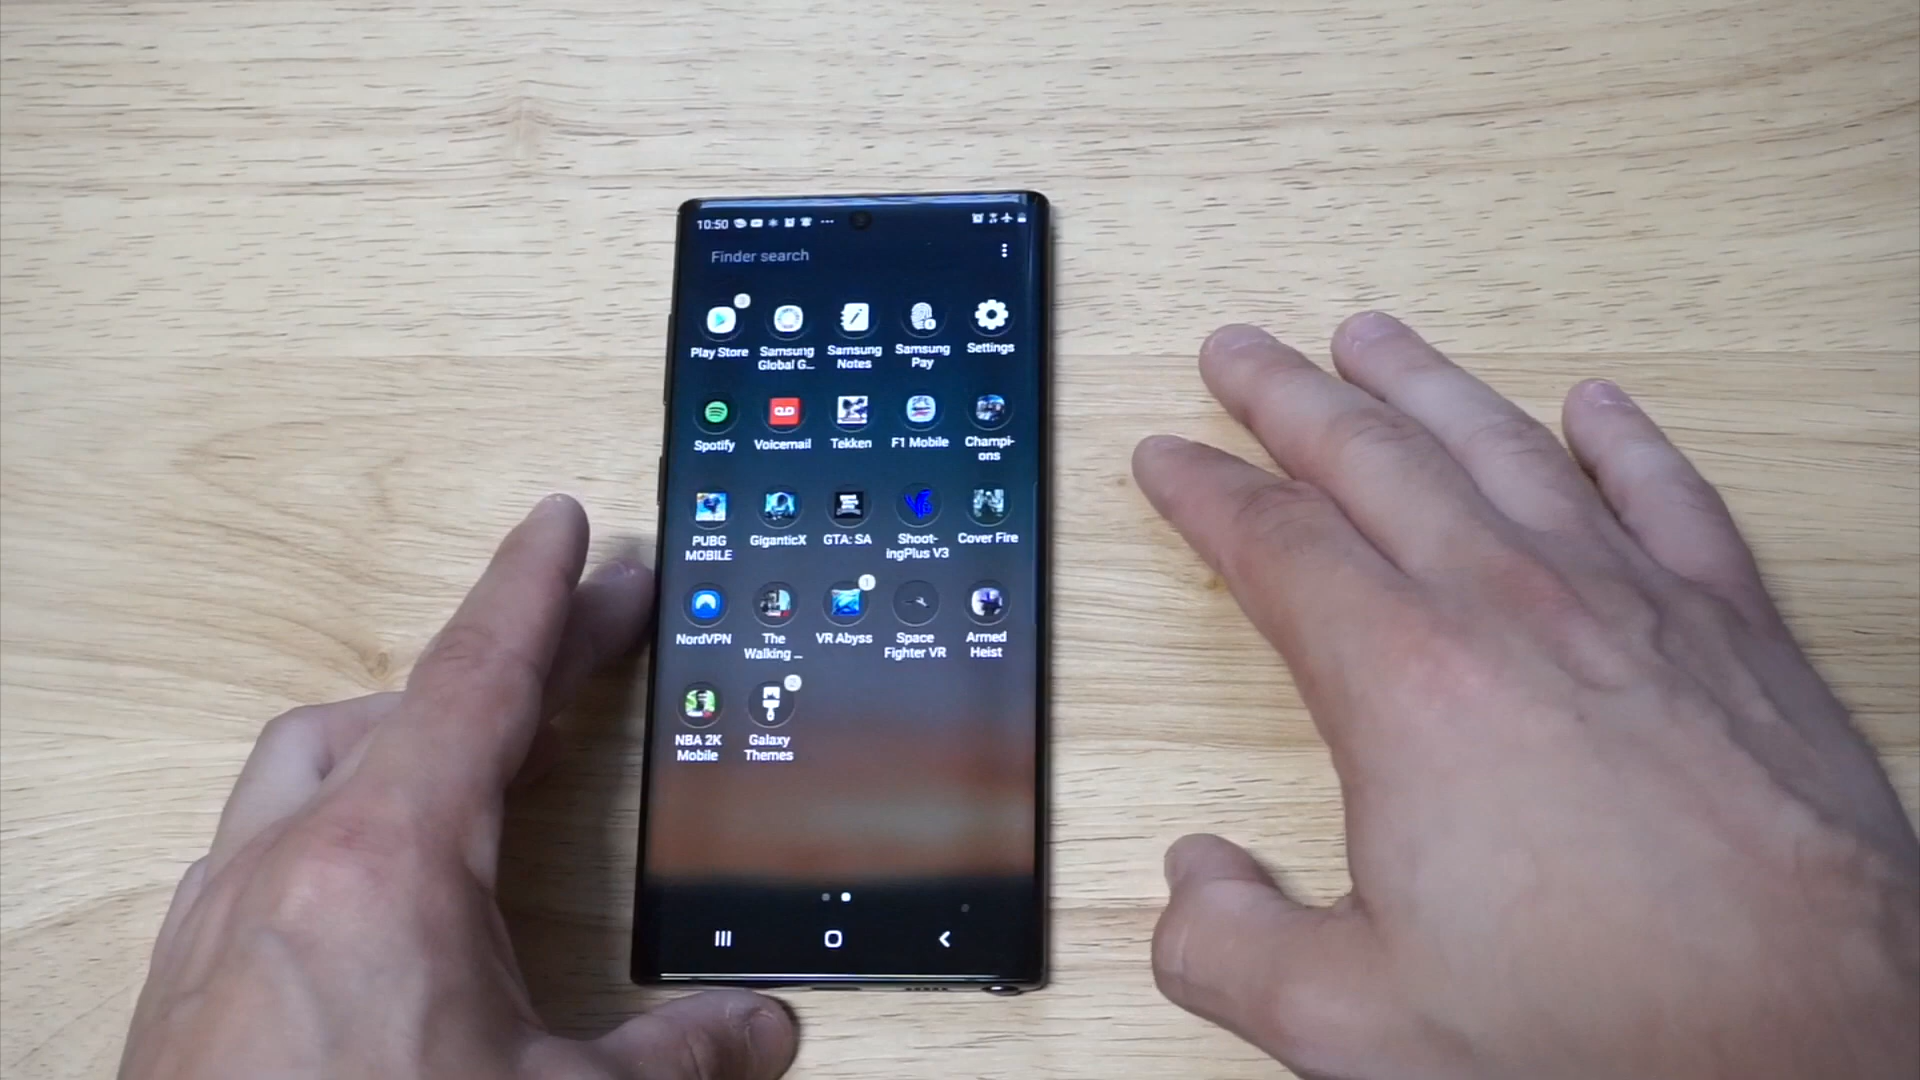 10:50
Finder search
Play Store
Samsung
Global G...
Samsung
Notes
Samsung
Pay
Settings
Spotify
Voicemail
Tekken
F1 Mobile
Champi-
ons
PUBG
MOBILE
GiganticX
GTA: SA
Shoot-
ingPlus V3
Cover Fire
NordVPN
The
Walking ...
1
VR Abyss
Space
Fighter VR
Armed
Heist
NBA 2K
Mobile
2
Galaxy
Themes